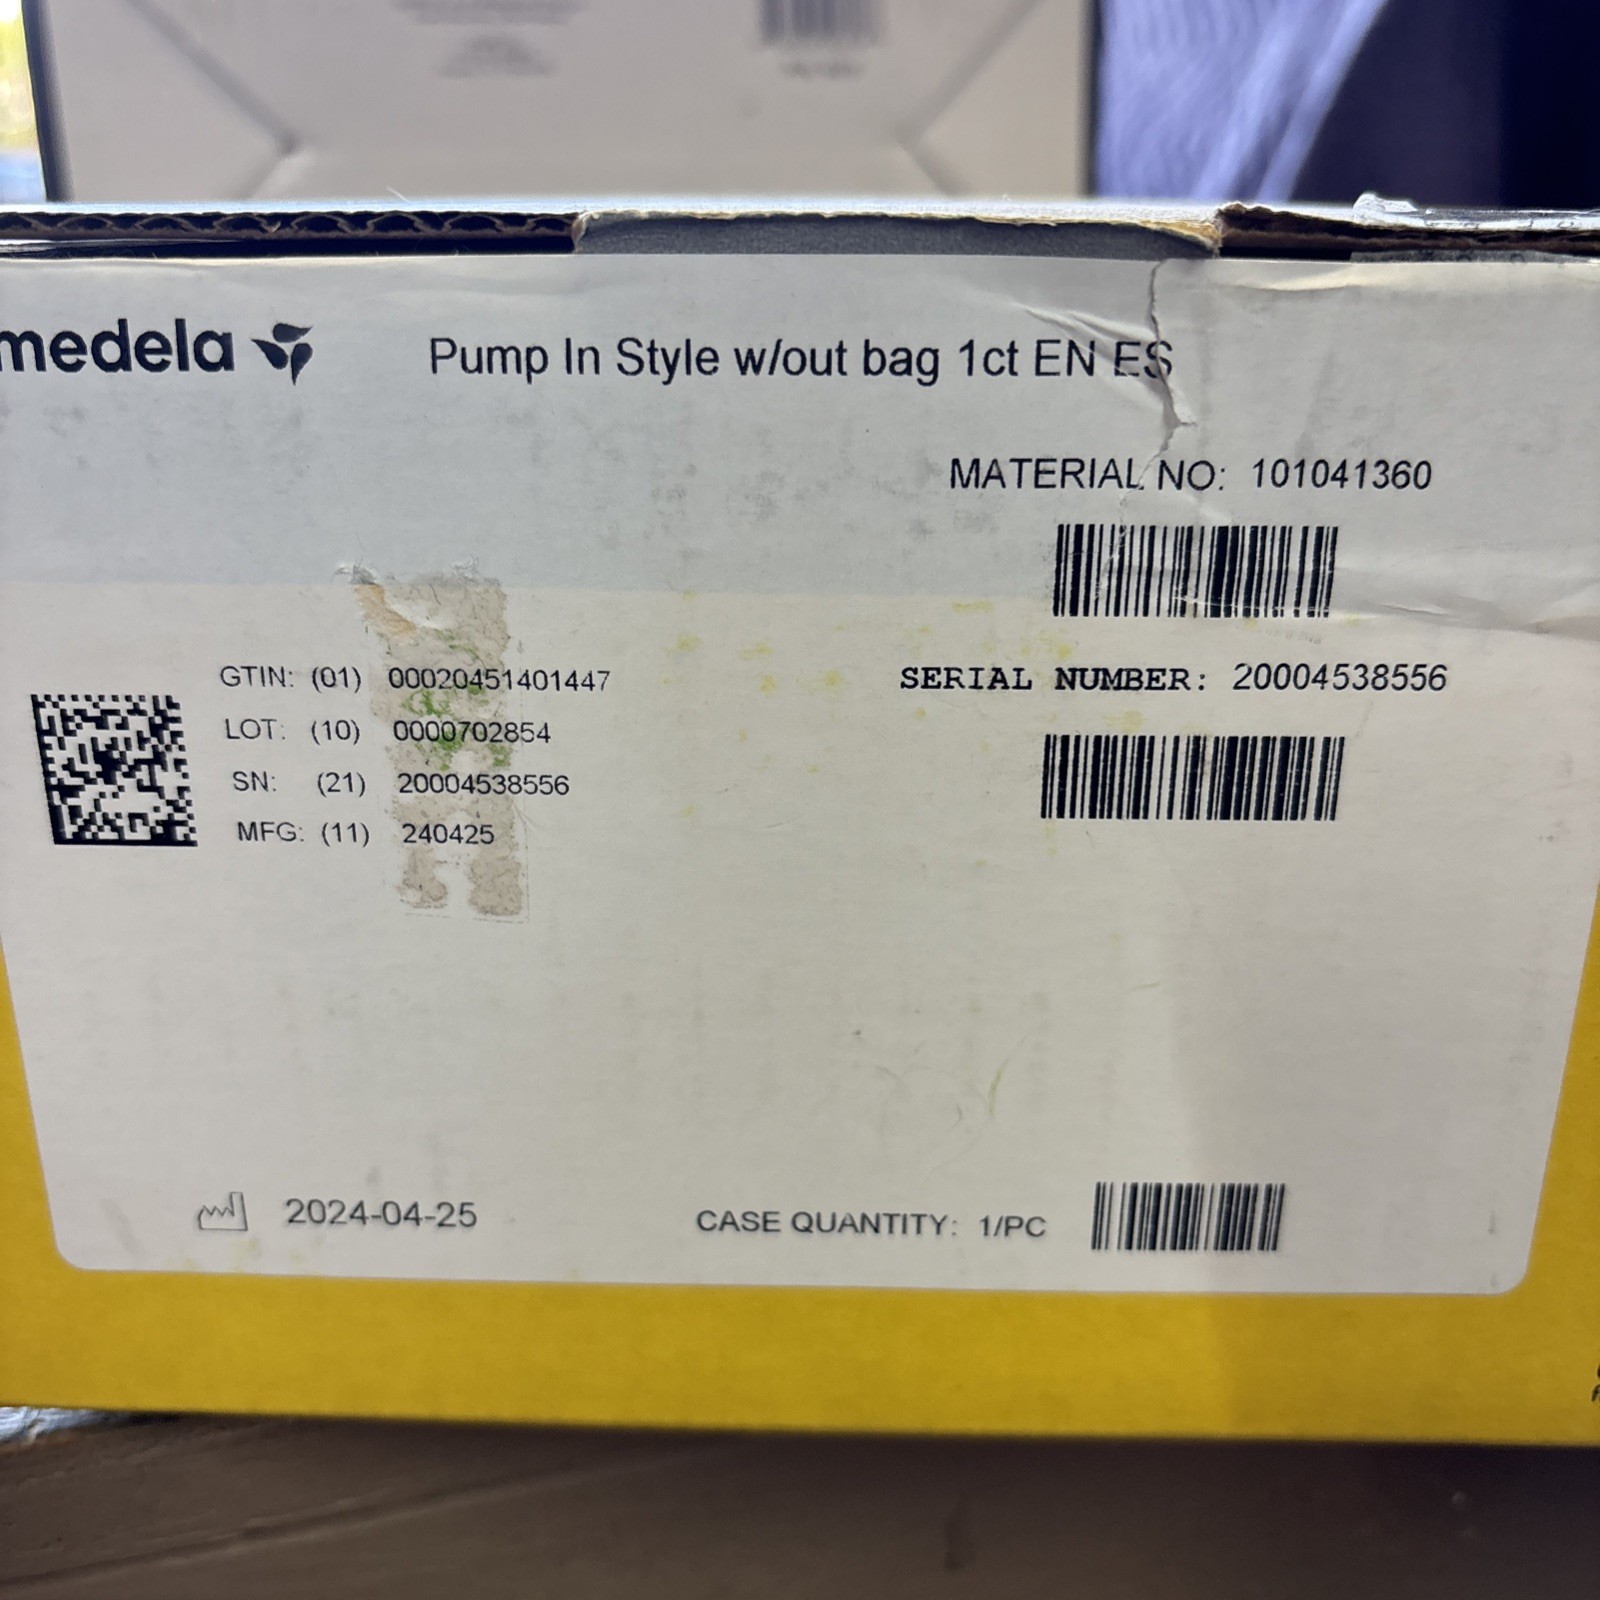 medela
Pump In Style w/out bag 1ct EN ES
MATERIAL NO: 101041360
GTIN: (01) 00020451401447
LOT: (10) 0000702854
SN: (21) 20004538556
MFG: (11) 240425
SERIAL NUMBER: 20004538556
2024-04-25
CASE QUANTITY: 1/PC